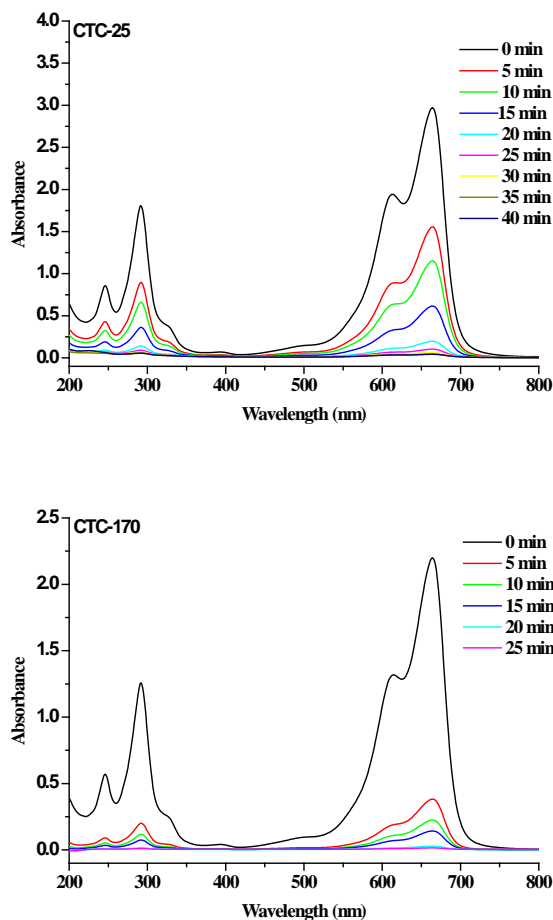 CTC-25
4.0
3.5
3.0
2.5
2.0
1.5
1.0
0.5
0.0
Absorbance
0 min
5 min
10 min
15 min
20 min
25 min
30 min
35 min
40 min
200 300 400 500 600 700 800
Wavelength (nm)
CTC-170
2.5
2.0
1.5
1.0
0.5
0.0
Absorbance
0 min
5 min
10 min
15 min
20 min
25 min
200 300 400 500 600 700 800
Wavelength (nm)